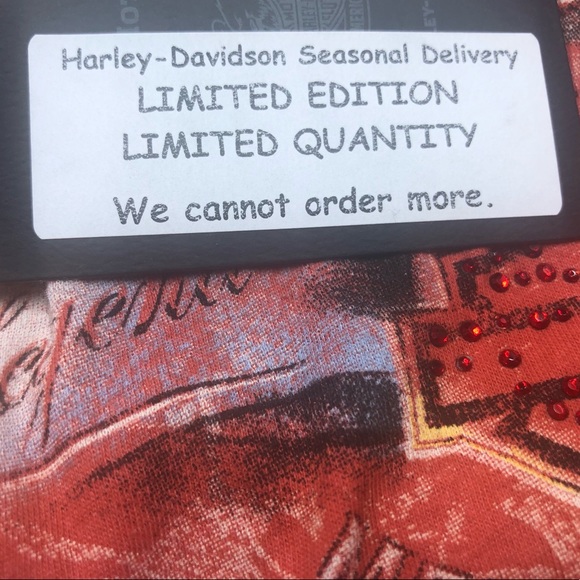 Harley-Davidson Seasonal Delivery
LIMITED EDITION
LIMITED QUANTITY
We cannot order more.